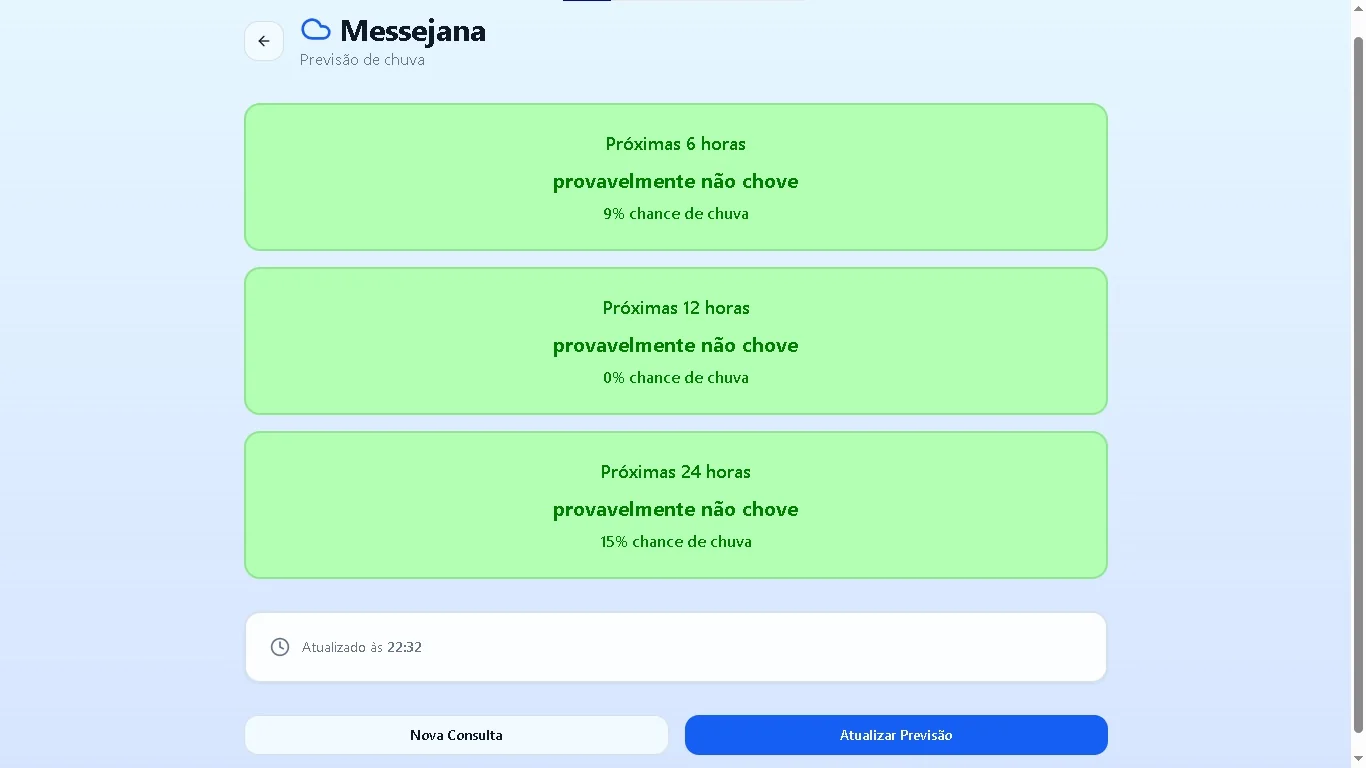 Messejana
Previsão de chuva
Próximas 6 horas
provavelmente não chove
9% chance de chuva
Próximas 12 horas
provavelmente não chove
0% chance de chuva
Próximas 24 horas
provavelmente não chove
15% chance de chuva
Atualizado às 22:32
Nova Consulta
Atualizar Previsão